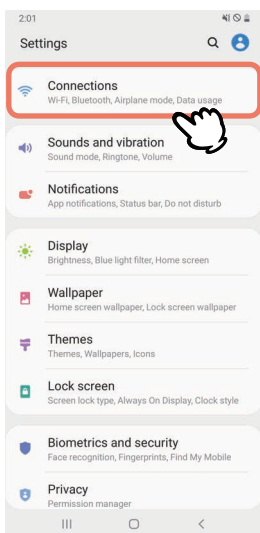 2:01
Settings
Connections
Wi-Fi, Bluetooth, Airplane mode, Data usage
Sounds and vibration
Sound mode, Ringtone, Volume
Notifications
App notifications, Status bar, Do not disturb
Display
Brightness, Blue light filter, Home screen
Wallpaper
Home screen wallpaper, Lock screen wallpaper
Themes
Themes, Wallpapers, Icons
Lock screen
Screen lock type, Always On Display, Clock style
Biometrics and security
Face recognition, Fingerprints, Find My Mobile
Privacy
Permission manager